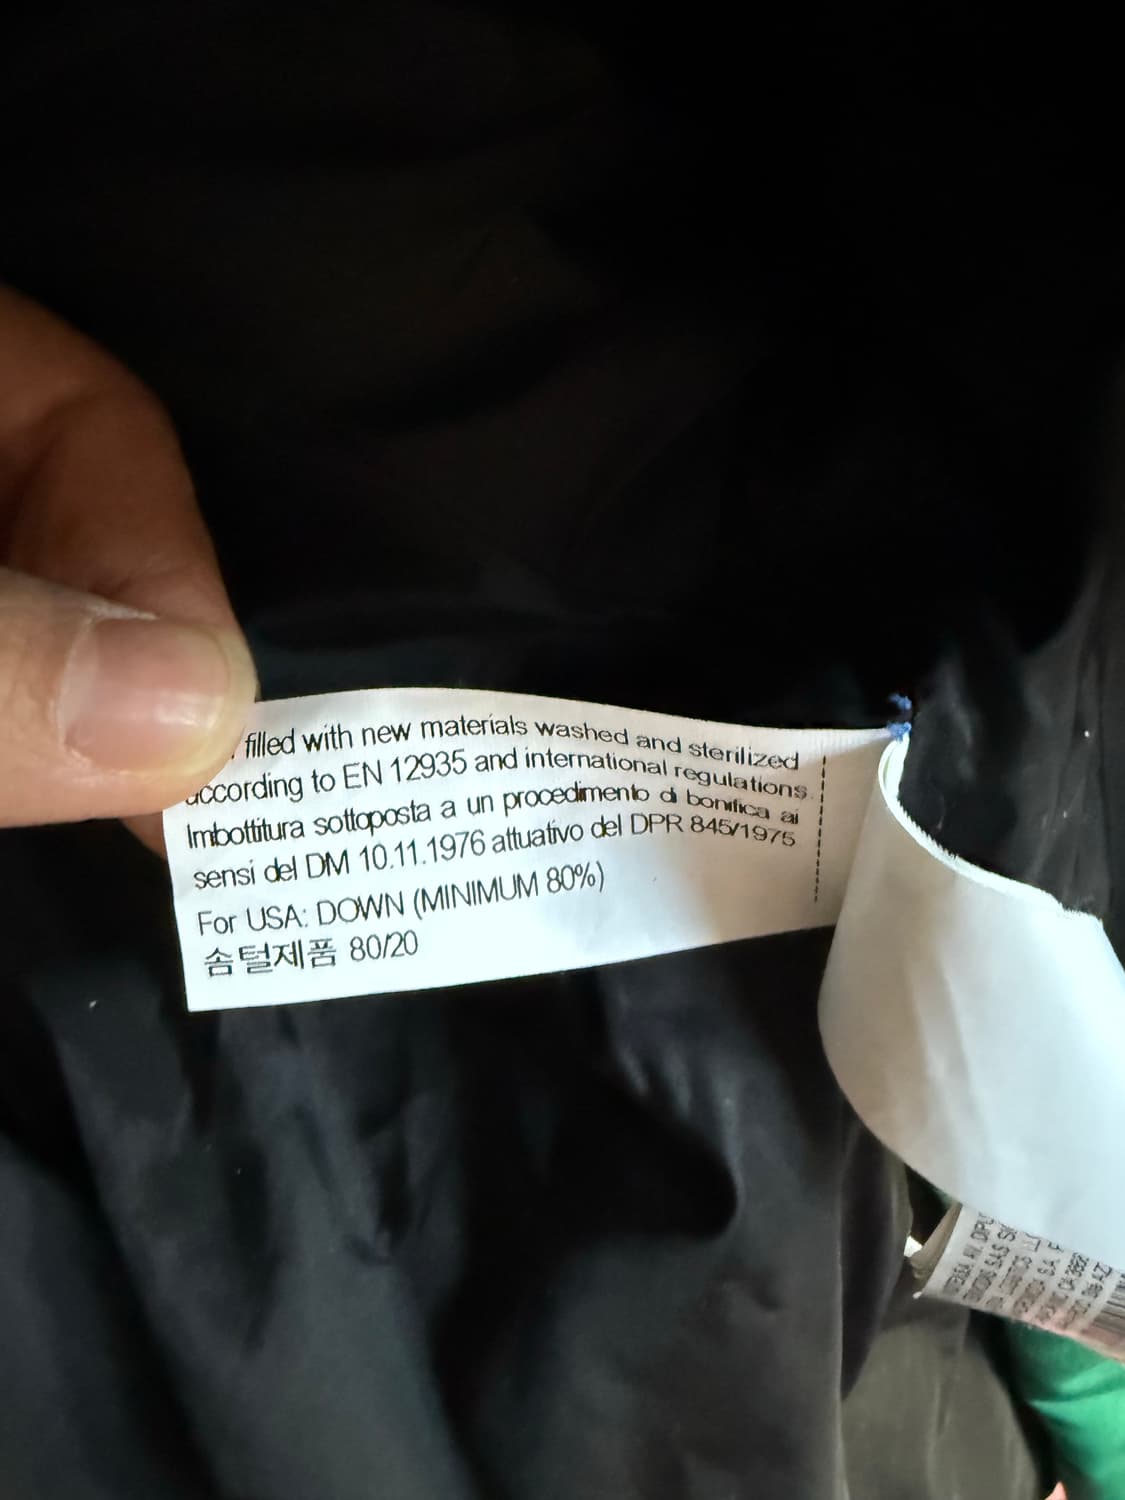 filled with new materials washed and sterilized
according to EN 12935 and international regulations.
Imbottitura sottoposta a un procedimento di bonifica ai
sensi del DM 10.11.1976 attuativo del DPR 845/1975
For USA: DOWN (MINIMUM 80%)
솜털제품 80/20